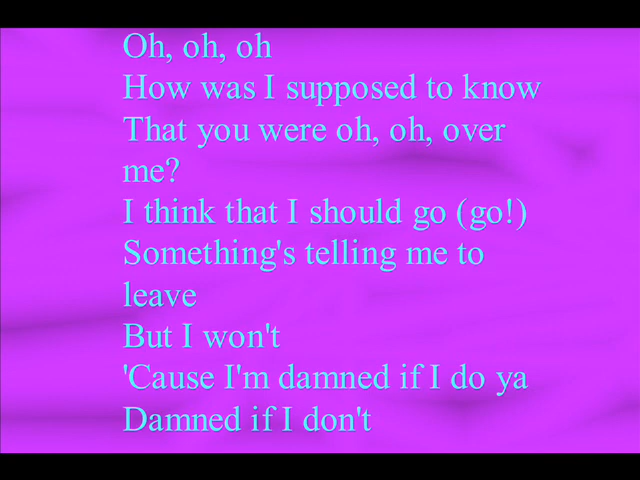 Oh, oh, oh
How was I supposed to know
That you were oh, oh, over
me?
I think that I should go (go!)
Something's telling me to
leave
But I won't
'Cause I'm damned if I do ya
Damned if I don't